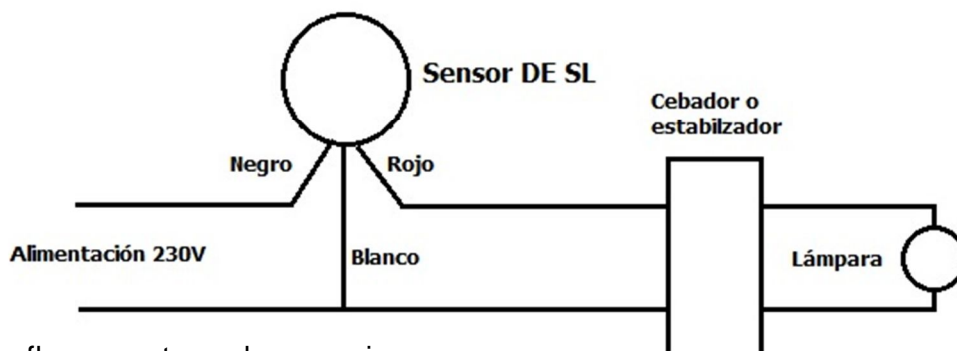 Sensor DE SL
Cebador o
estabilzador
Negro
Rojo
Alimentación 230V
Blanco
Lámpara